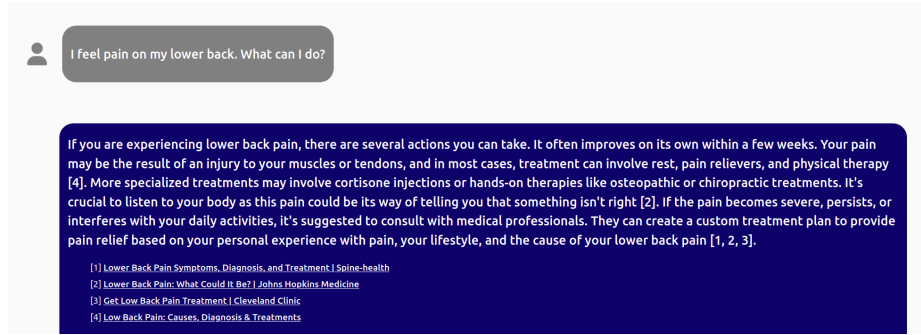 I feel pain on my lower back. What can I do?
If you are experiencing lower back pain, there are several actions you can take. It often improves on its own within a few weeks. Your pain
may be the result of an injury to your muscles or tendons, and in most cases, treatment can involve rest, pain relievers, and physical therapy
[4]. More specialized treatments may involve cortisone injections or hands-on therapies like osteopathic or chiropractic treatments. It's
crucial to listen to your body as this pain could be its way of telling you that something isn't right [2]. If the pain becomes severe, persists, or
interferes with your daily activities, it's suggested to consult with medical professionals. They can create a custom treatment plan to provide
pain relief based on your personal experience with pain, your lifestyle, and the cause of your lower back pain [1, 2, 3].
[1] Lower Back Pain Symptoms, Diagnosis, and Treatment | Spine-health
[2] Lower Back Pain: What Could It Be? | Johns Hopkins Medicine
[3] Get Low Back Pain Treatment | Cleveland Clinic
[4] Low Back Pain: Causes, Diagnosis & Treatments